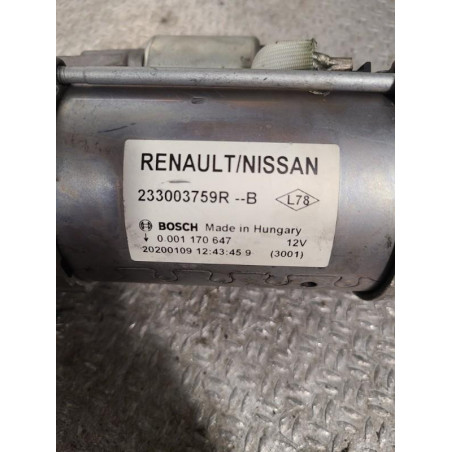 RENAULT/NISSAN
233003759R --B L78
BOSCH Made in Hungary
0 001 170 647 12V
20200109 12:43:45 9 (3001)